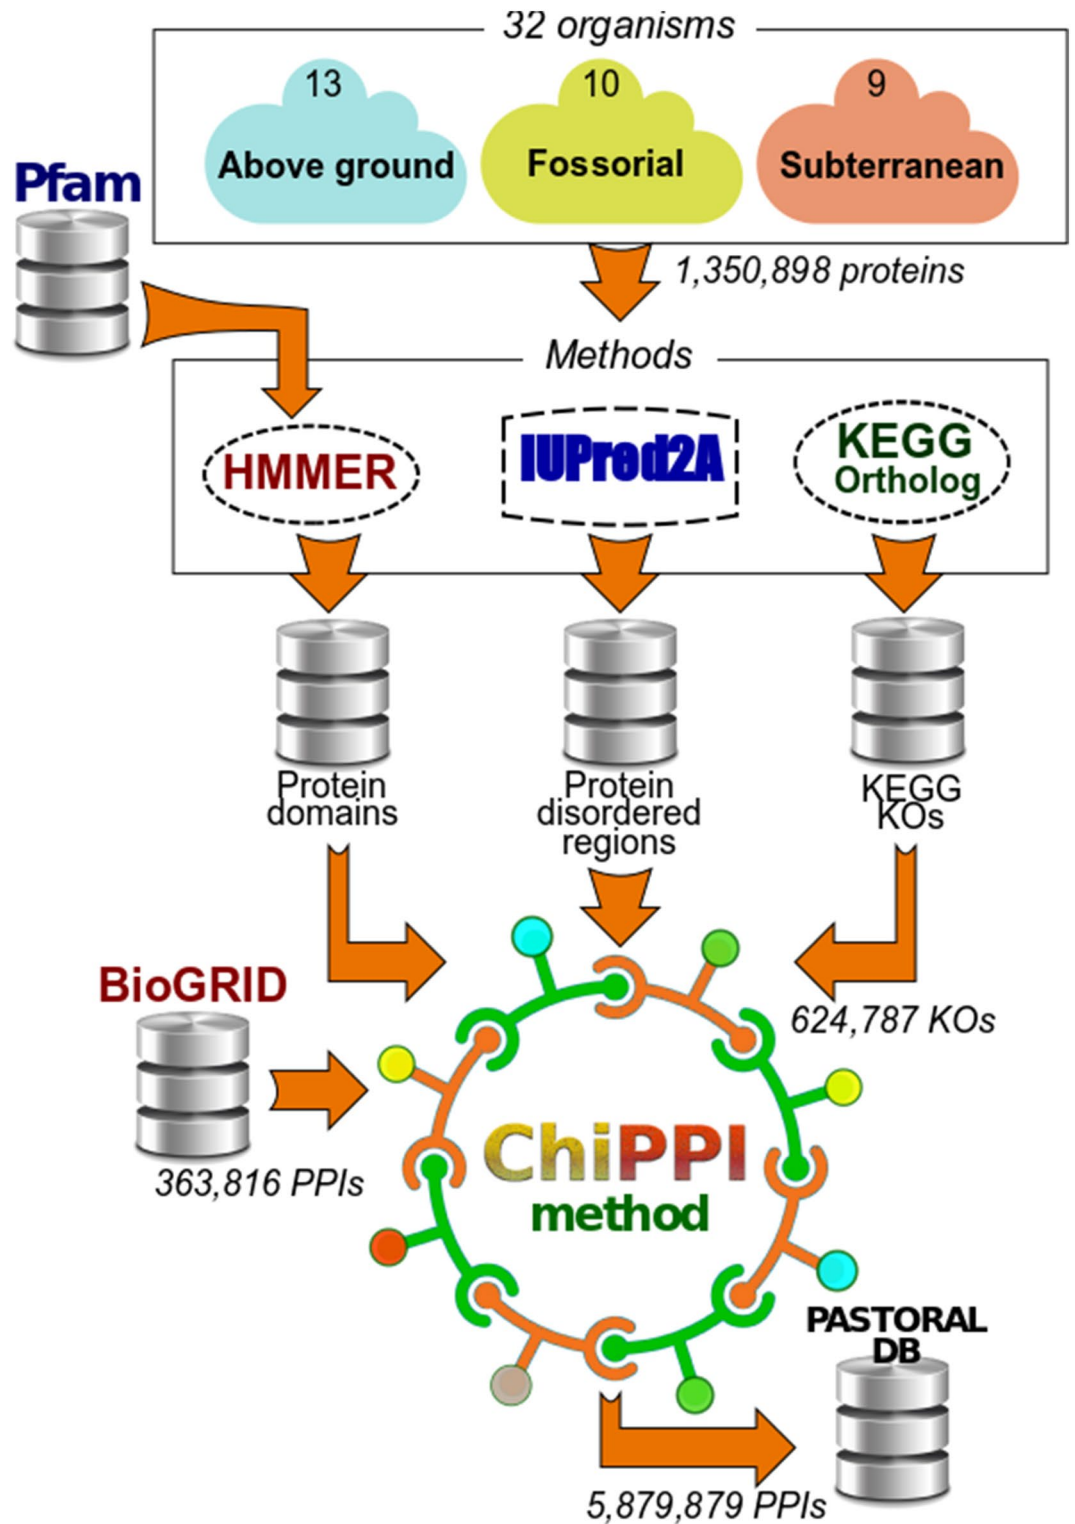 32 organisms
13
10
9
Above ground
Fossorial
Subterranean
Pfam
1,350,898 proteins
Methods
HMMER
IUPred2A
KEGG
Ortholog
Protein
domains
Protein
disordered
regions
KEGG
KOs
BioGRID
624,787 KOs
363,816 PPIs
ChiPPI
method
PASTORAL
DB
5,879,879 PPIs